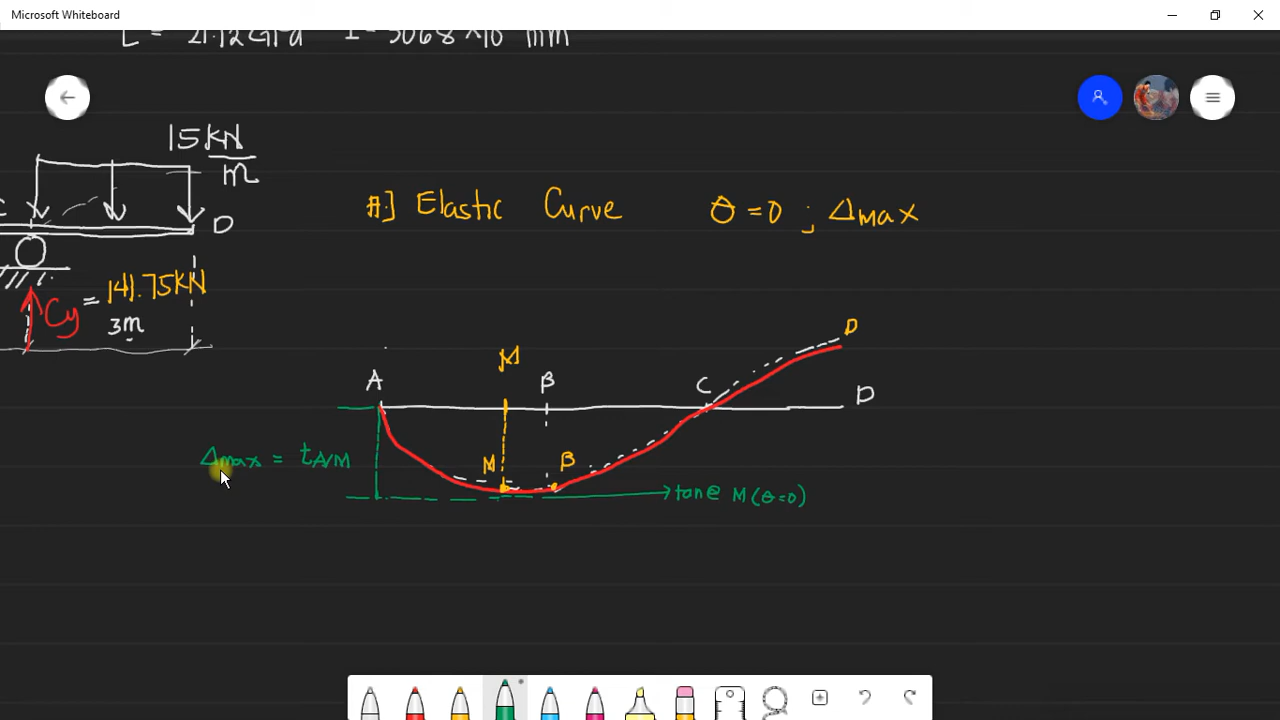 Microsoft Whiteboard
15KN
m
D
A.] Elastic Curve θ=0 ; Δmax
Cy = 141.75KN
3m
D
M
A B C
D
Δmax = tA/M
M B
tan@ M(θ=0)